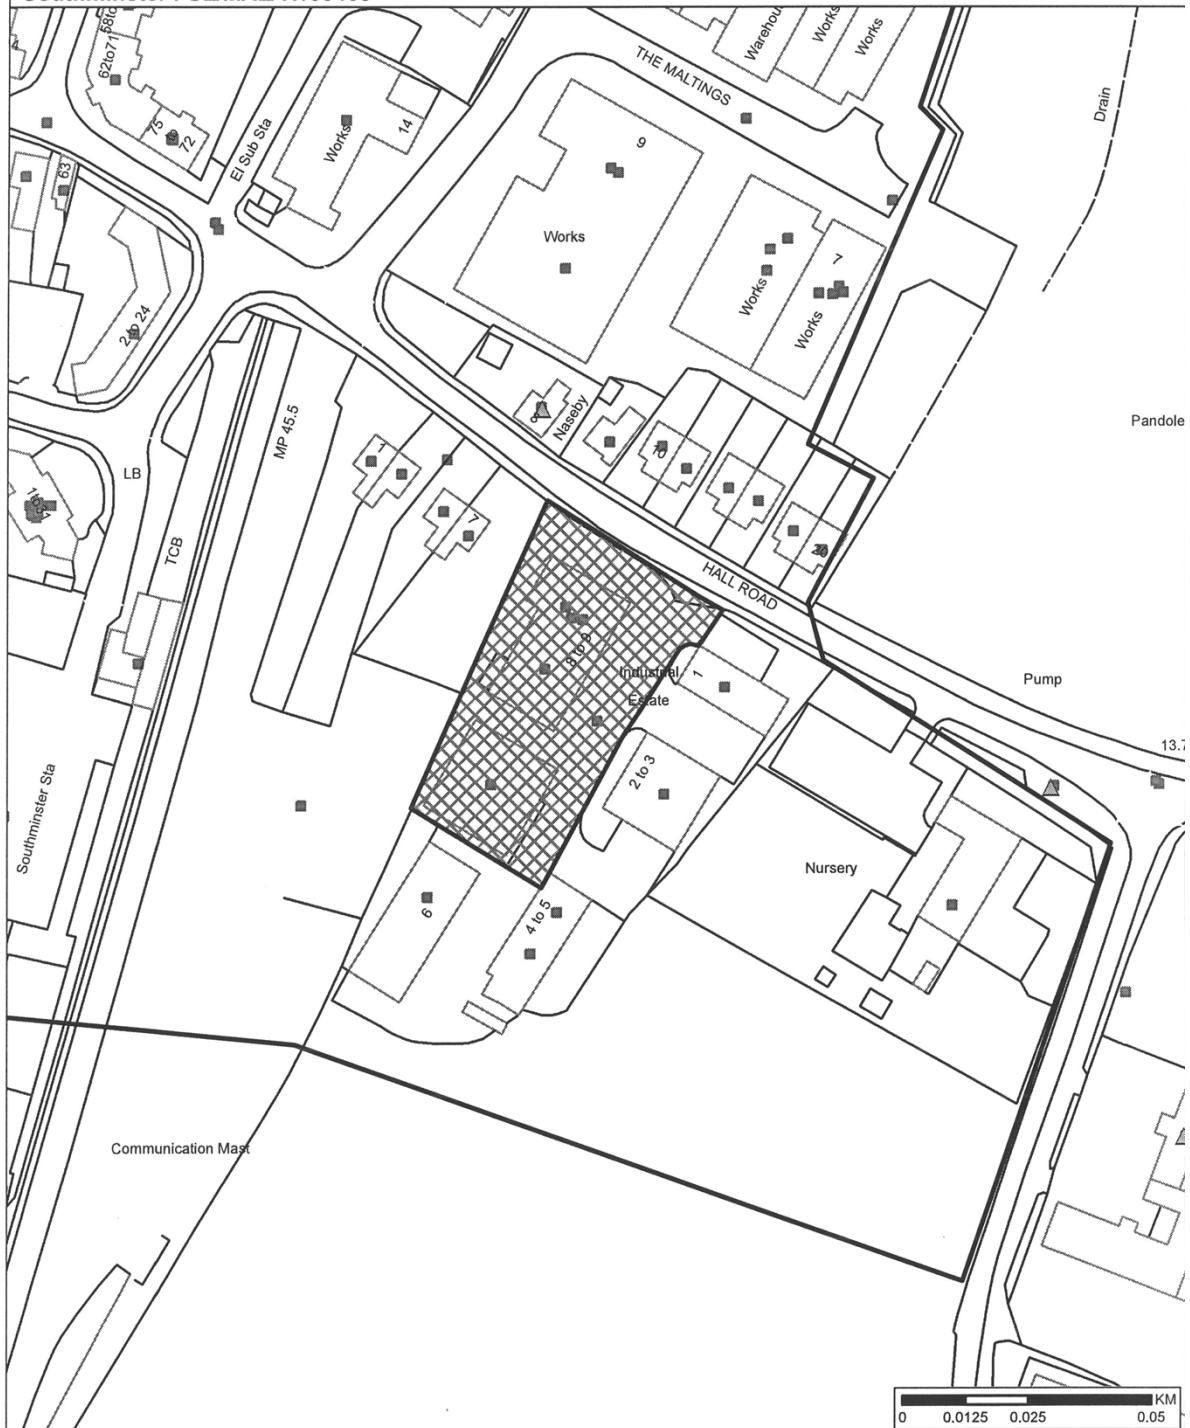 58to
62to71
75
72
63
El Sub Sta
Works
14
THE MALTINGS
Warehou
Works
Works
Drain
9
Works
Works
7
Works
2 to 24
MP 45.5
LB
TCB
8
Naseby
10
20
1
7
Pandole
HALL ROAD
8 to 9
Industrial
Estate
1
2 to 3
Pump
13.7
Southminster Sta
Nursery
6
4 to 5
Communication Mast
KM
0 0.0125 0.025 0.05